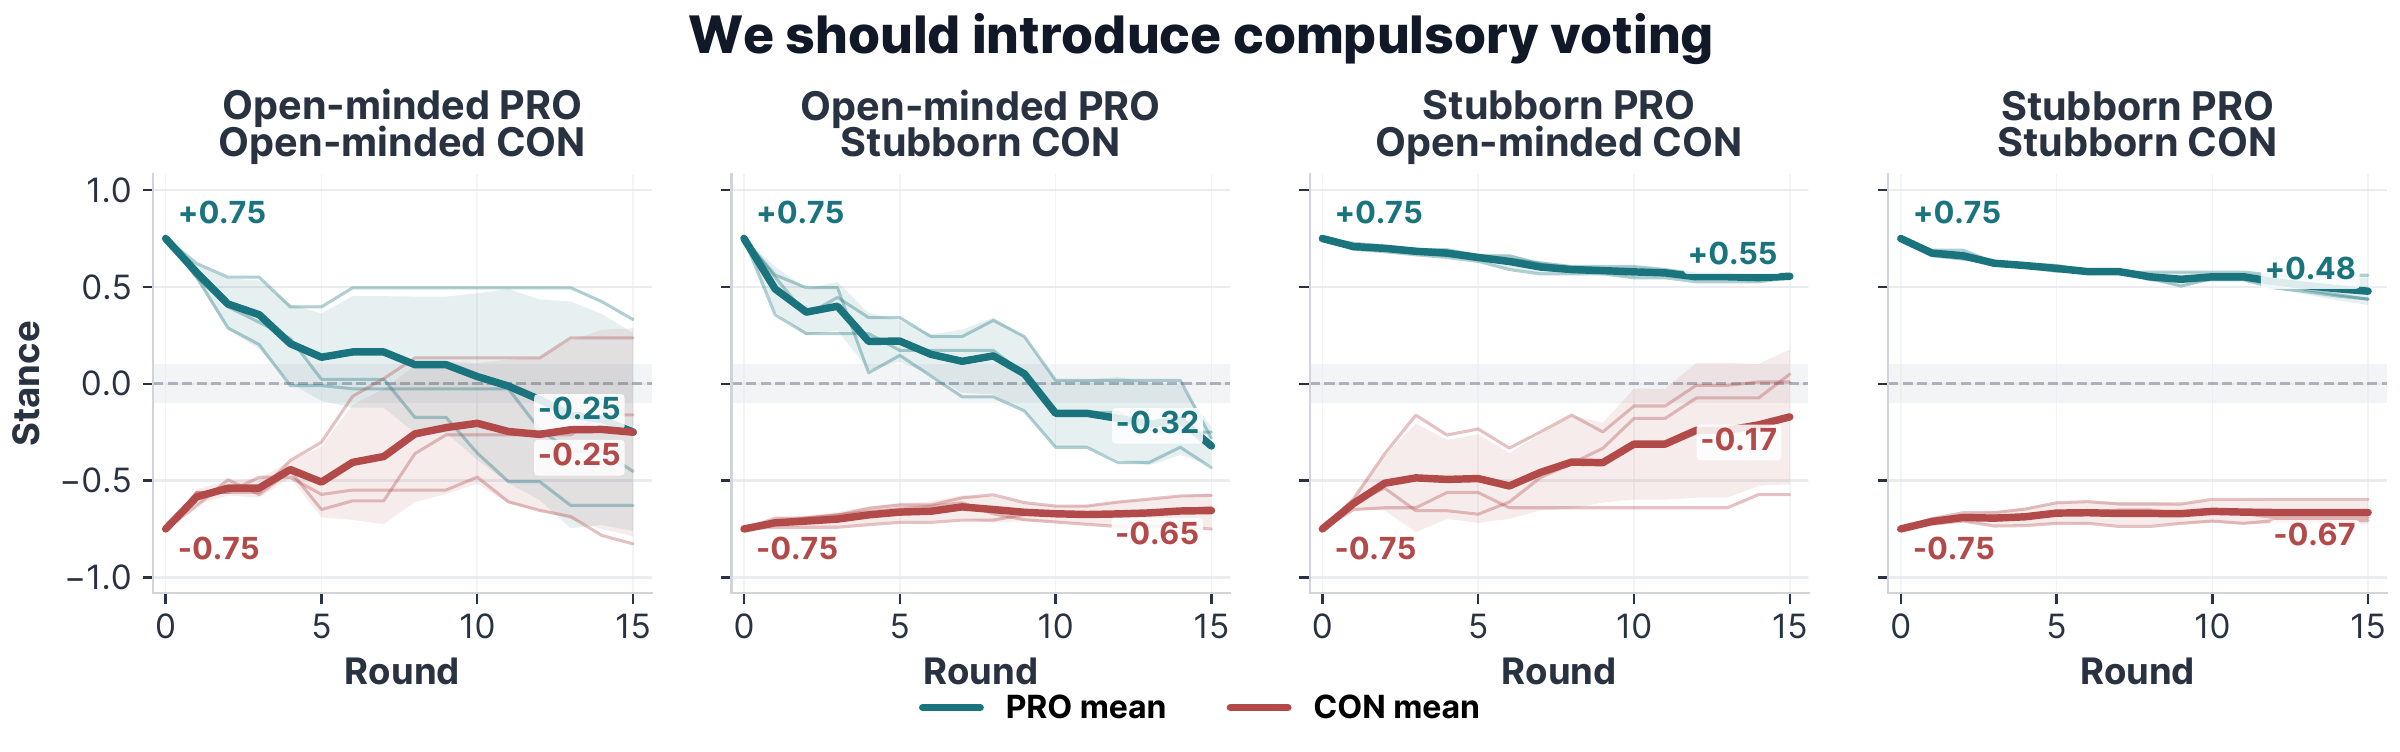 We should introduce compulsory voting
Open-minded PRO
Open-minded CON
Open-minded PRO
Stubborn CON
Stubborn PRO
Open-minded CON
Stubborn PRO
Stubborn CON
Stance
1.0
0.5
0.0
−0.5
−1.0
+0.75
-0.25
-0.25
-0.75
0 5 10 15
Round
+0.75
-0.32
-0.65
-0.75
0 5 10 15
Round
+0.75
+0.55
-0.17
-0.75
0 5 10 15
Round
+0.75
+0.48
-0.67
-0.75
0 5 10 15
Round
PRO mean CON mean